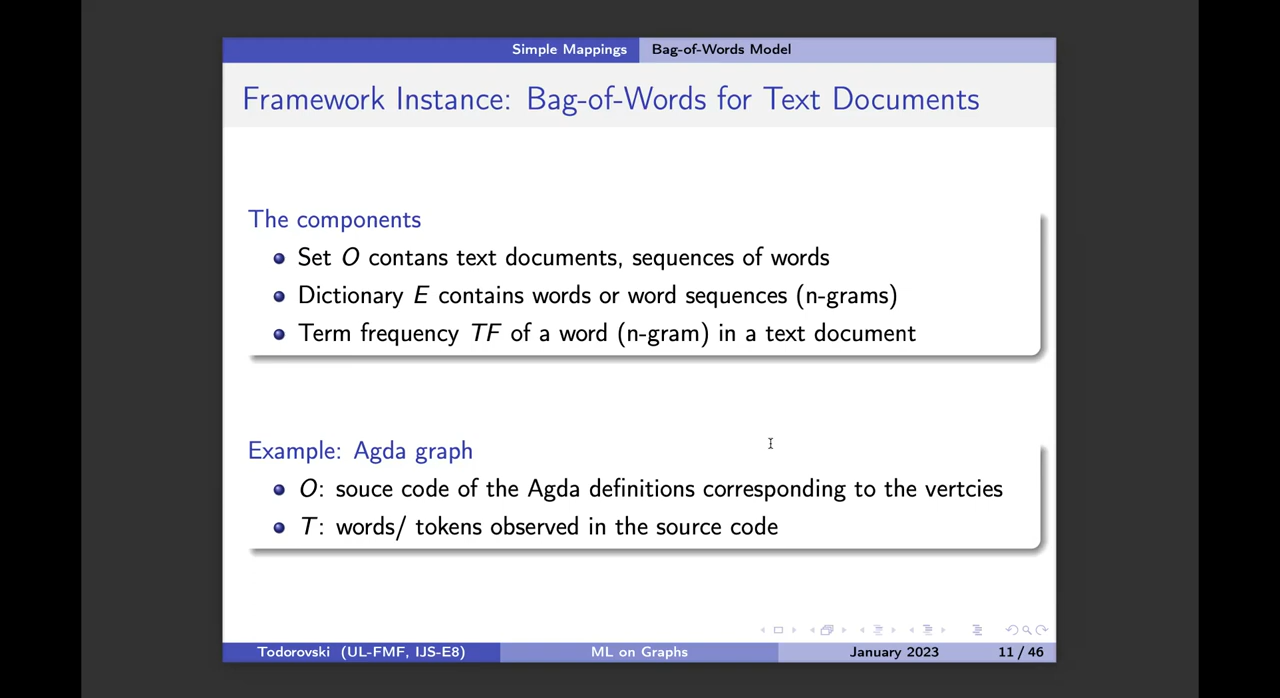 Simple Mappings Bag-of-Words Model
Framework Instance: Bag-of-Words for Text Documents
The components
Set O contans text documents, sequences of words
Dictionary E contains words or word sequences (n-grams)
Term frequency TF of a word (n-gram) in a text document
Example: Agda graph
O: souce code of the Agda definitions corresponding to the vertcies
T: words/ tokens observed in the source code
Todorovski (UL-FMF, IJS-E8) ML on Graphs January 2023 11 / 46